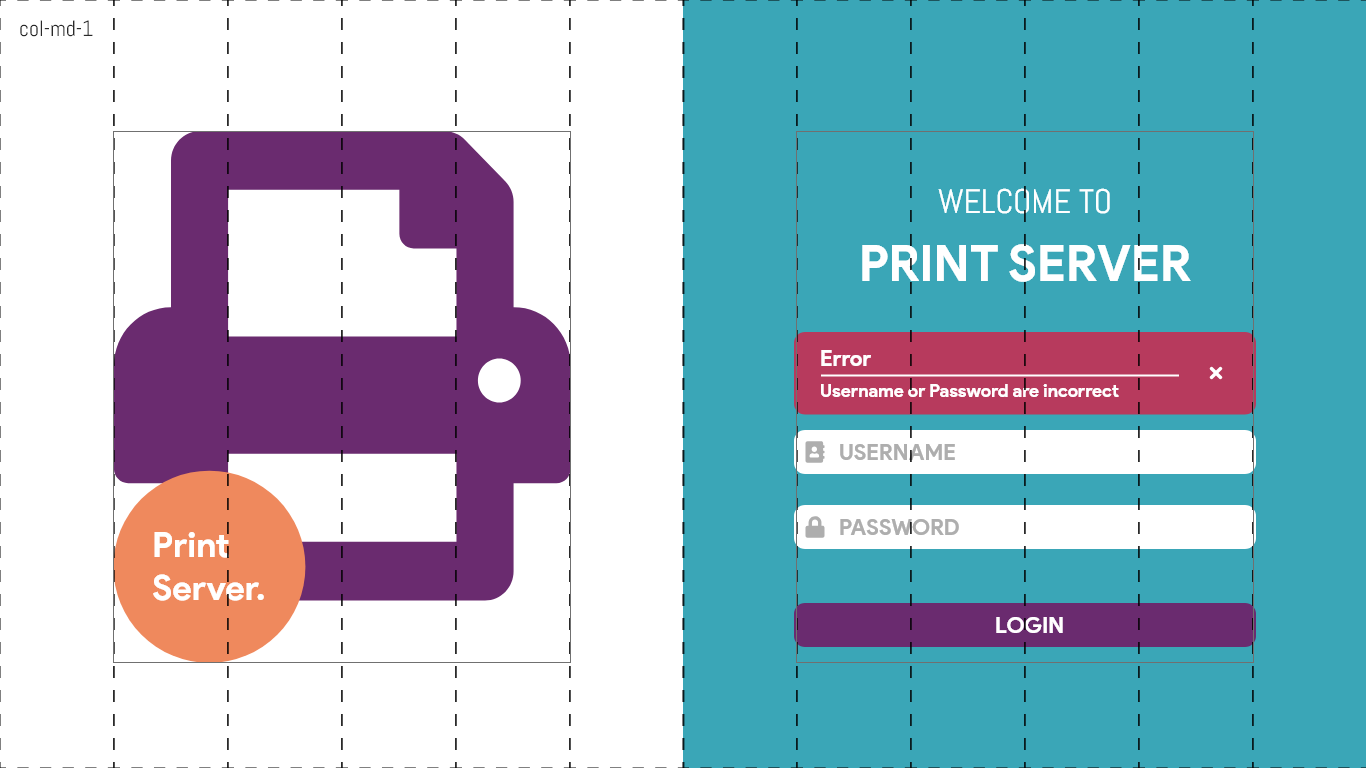 col-md-1
Print
Server.
WELCOME TO
PRINT SERVER
Error
Username or Password are incorrect
USERNAME
PASSWORD
LOGIN